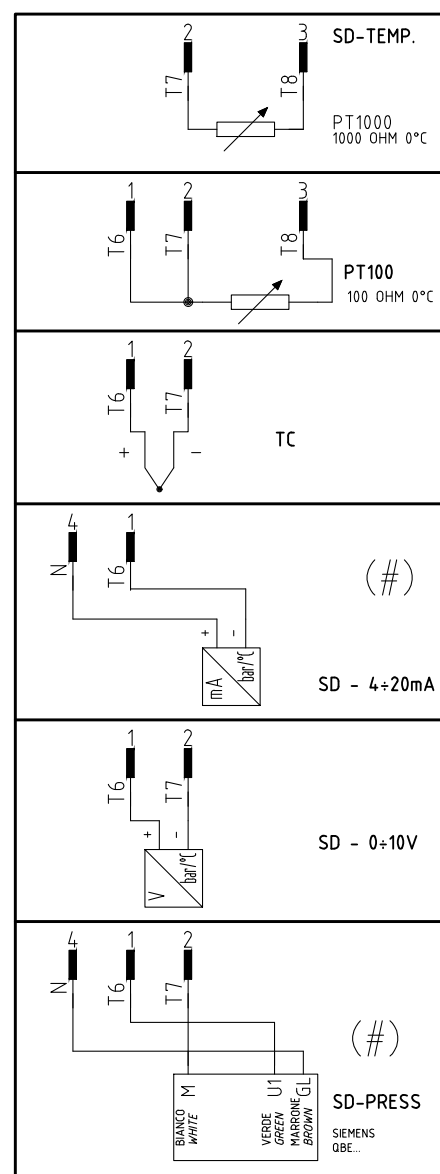 2 3 SD-TEMP.
T7 T8
PT1000
1000 OHM 0°C
1 2 3
T6 T7 T8
PT100
100 OHM 0°C
1 2
T6 T7
+ -
TC
4 1
N T6
(#)
+ -
mA bar/°C
SD - 4÷20mA
1 2
T6 T7
+ -
V bar/°C
SD - 0÷10V
4 1 2
N T6 T7
(#)
M U1 GL
BIANCO
WHITE
VERDE
GREEN
MARRONE
BROWN
SD-PRESS
SIEMENS
QBE...